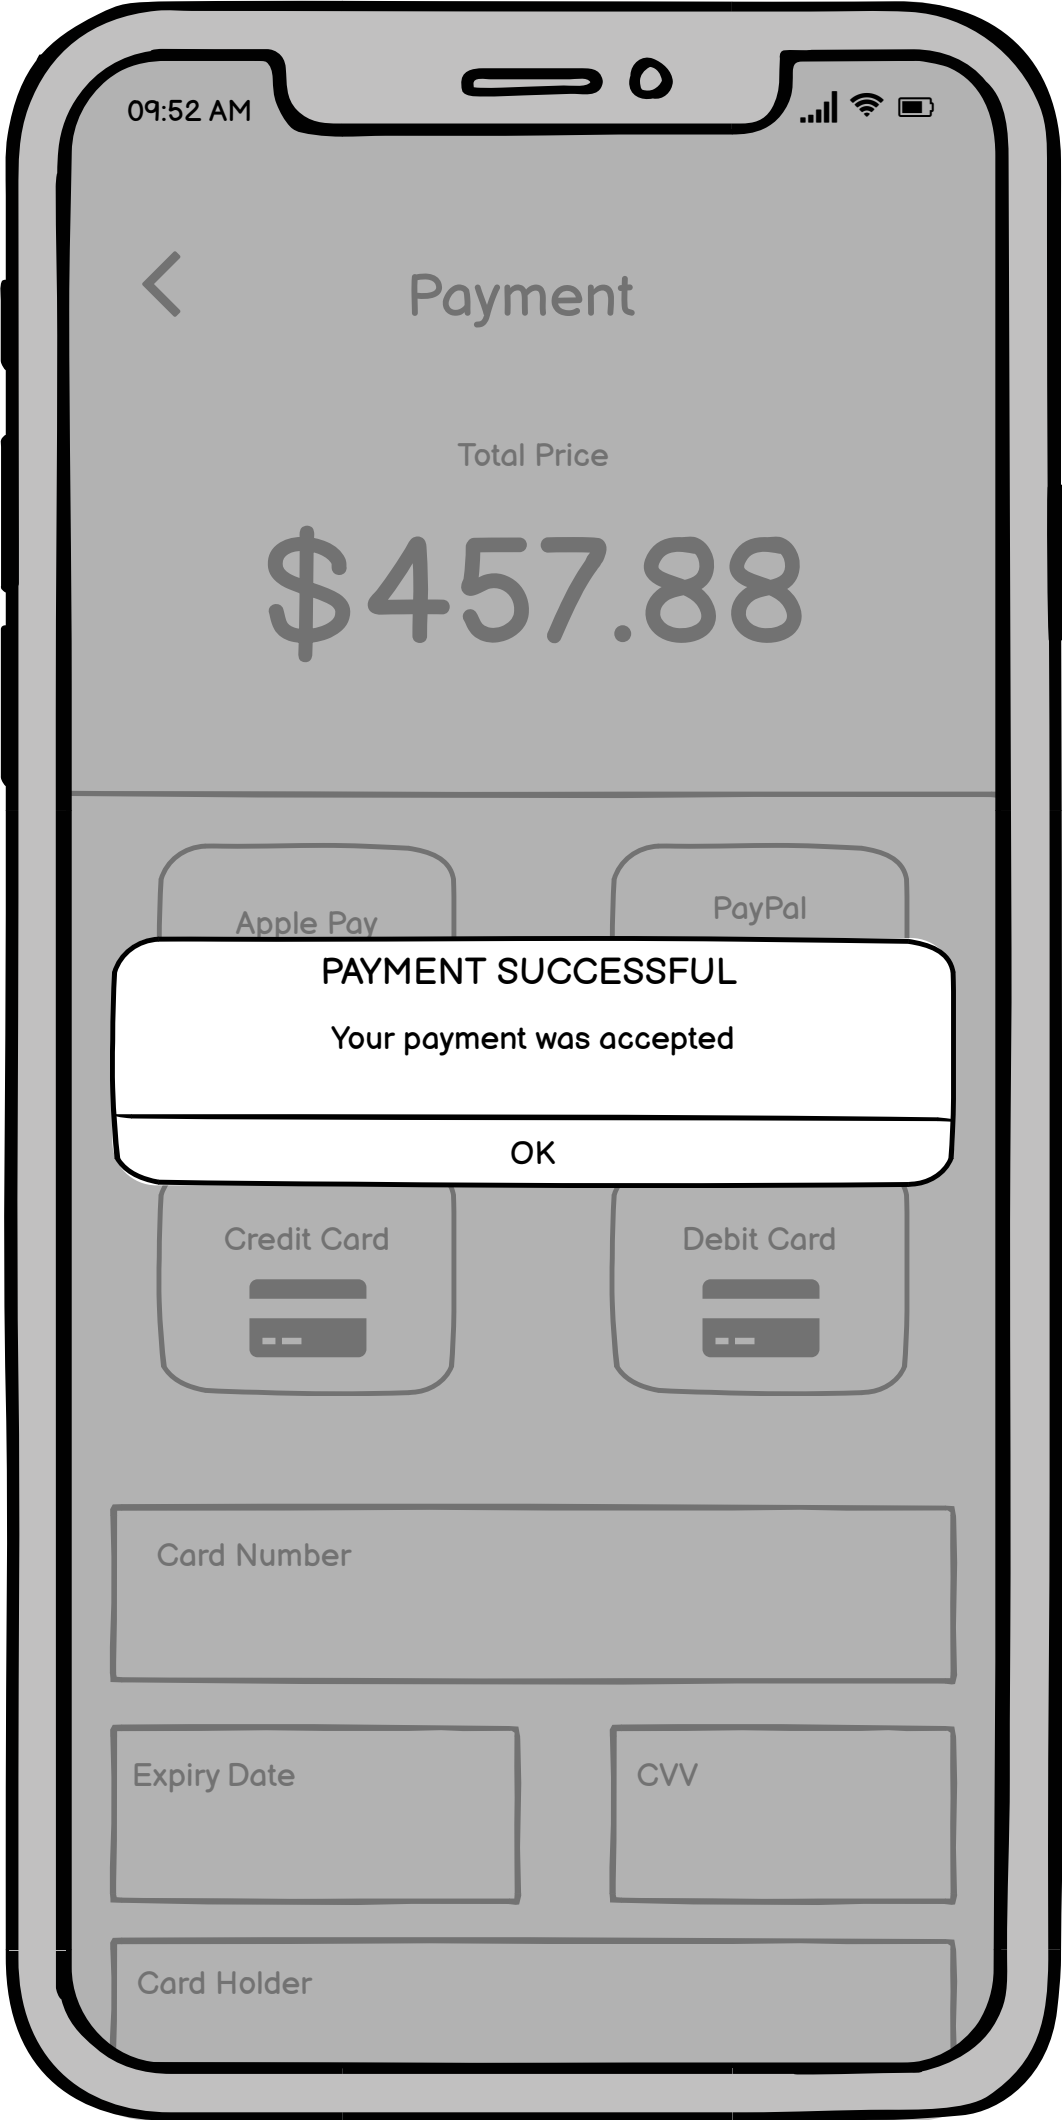 09:52 AM
Payment
Total Price
$457.88
Apple Pay
PayPal
PAYMENT SUCCESSFUL
Your payment was accepted
OK
Credit Card
Debit Card
Card Number
Expiry Date
CVV
Card Holder